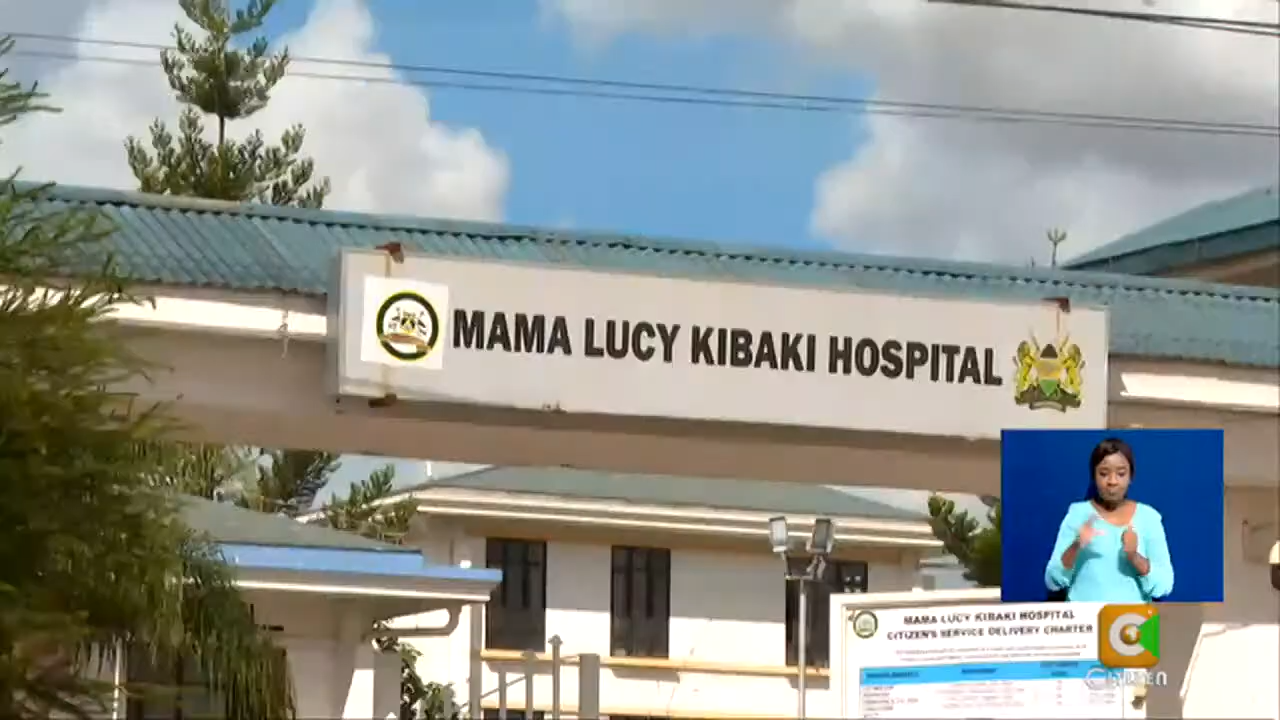 MAMA LUCY KIBAKI HOSPITAL
MAMA LUCY KIBAKI HOSPITAL
CITIZEN'S SERVICE DELIVERY CHARTER
CITIZEN